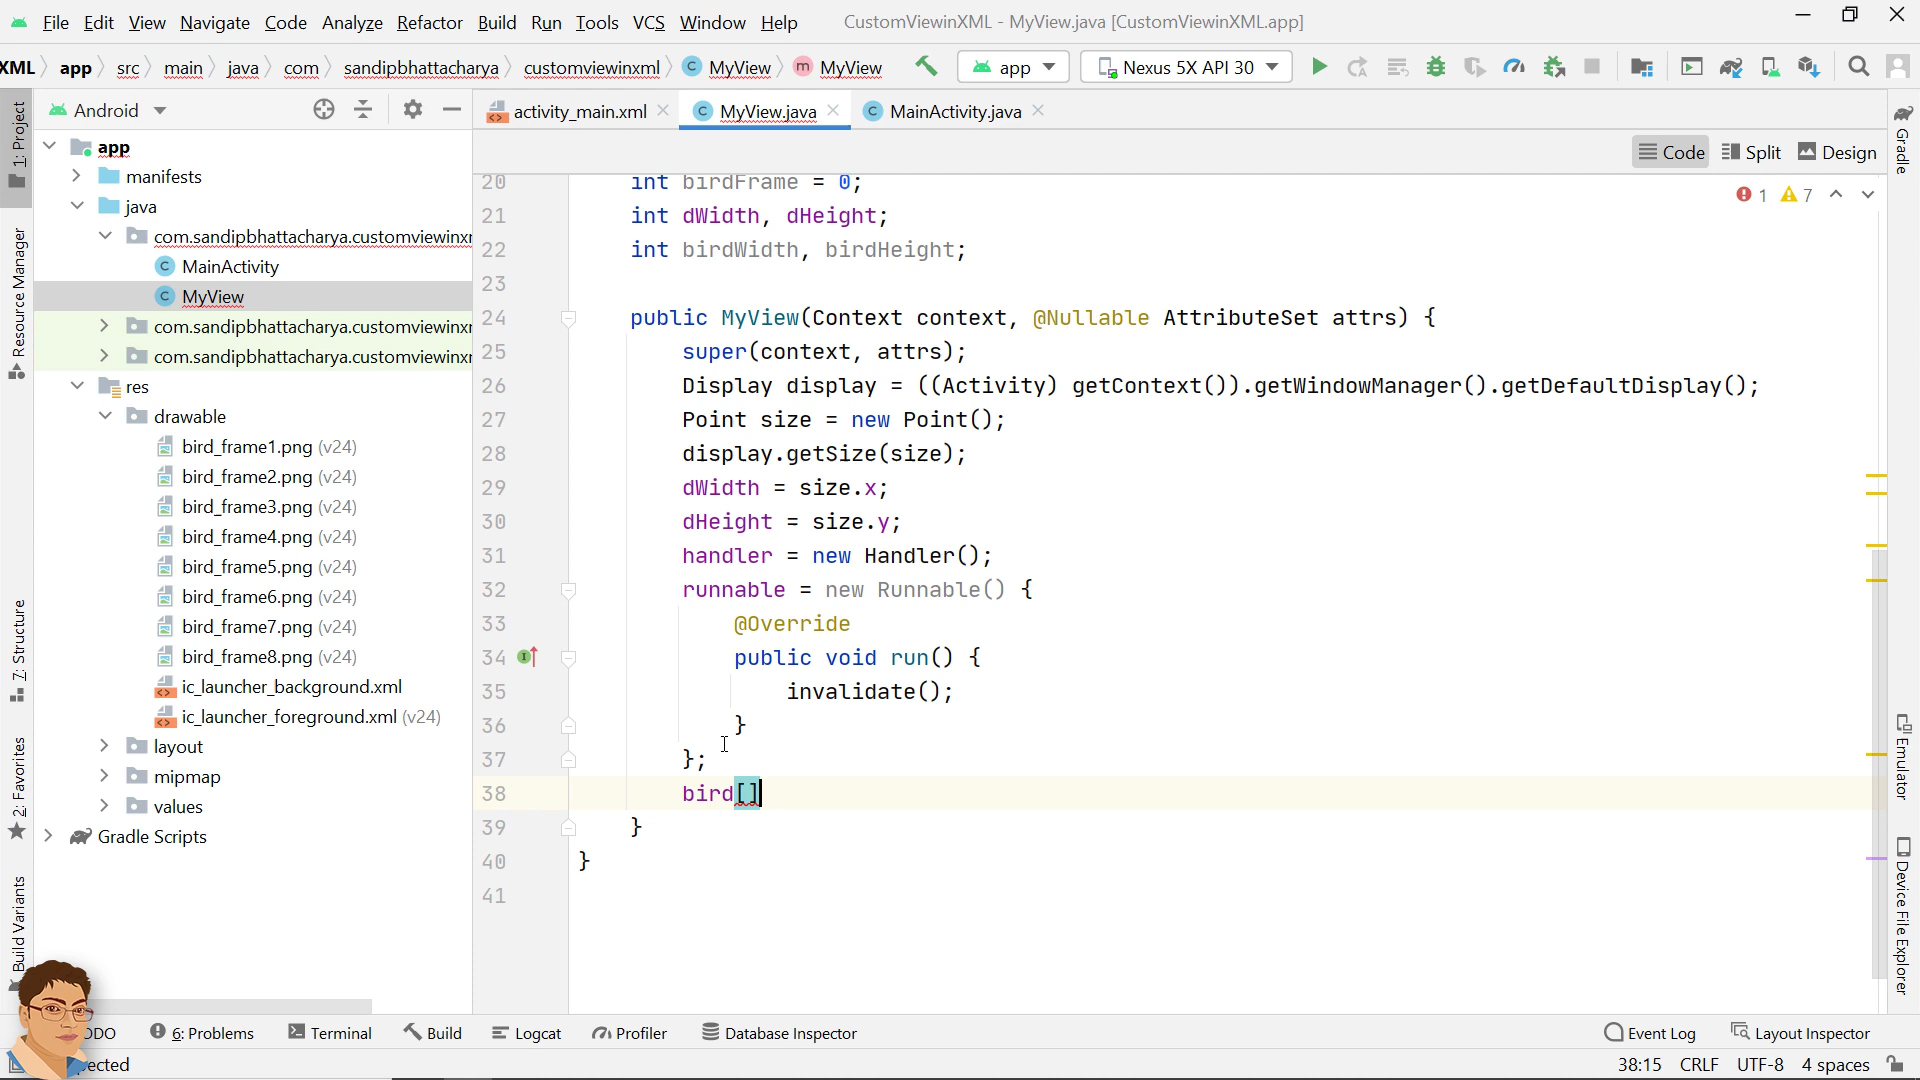 File Edit View Navigate Code Analyze Refactor Build Run Tools VCS Window Help CustomViewinXML - MyView.java [CustomViewinXML.app]
XML app src main java com sandipbhattacharya customviewinxml C MyView m MyView app Nexus 5X API 30
Android activity_main.xml C MyView.java C MainActivity.java
Code Split Design
1: Project
Resource Manager
7: Structure
2: Favorites
Build Variants
app
manifests
java
com.sandipbhattacharya.customviewinx
C MainActivity
C MyView
com.sandipbhattacharya.customviewinx
com.sandipbhattacharya.customviewinx
res
drawable
bird_frame1.png (v24)
bird_frame2.png (v24)
bird_frame3.png (v24)
bird_frame4.png (v24)
bird_frame5.png (v24)
bird_frame6.png (v24)
bird_frame7.png (v24)
bird_frame8.png (v24)
ic_launcher_background.xml
ic_launcher_foreground.xml (v24)
layout
mipmap
values
Gradle Scripts
1 7
20 int birdFrame = 0;
21 int dWidth, dHeight;
22 int birdWidth, birdHeight;
23
24 public MyView(Context context, @Nullable AttributeSet attrs) {
25 super(context, attrs);
26 Display display = ((Activity) getContext()).getWindowManager().getDefaultDisplay();
27 Point size = new Point();
28 display.getSize(size);
29 dWidth = size.x;
30 dHeight = size.y;
31 handler = new Handler();
32 runnable = new Runnable() {
33 @Override
34 public void run() {
35 invalidate();
36 }
37 };
38 bird[]
39 }
40 }
41
Gradle
Emulator
Device File Explorer
ODO 6: Problems Terminal Build Logcat Profiler Database Inspector Event Log Layout Inspector
ected 38:15 CRLF UTF-8 4 spaces